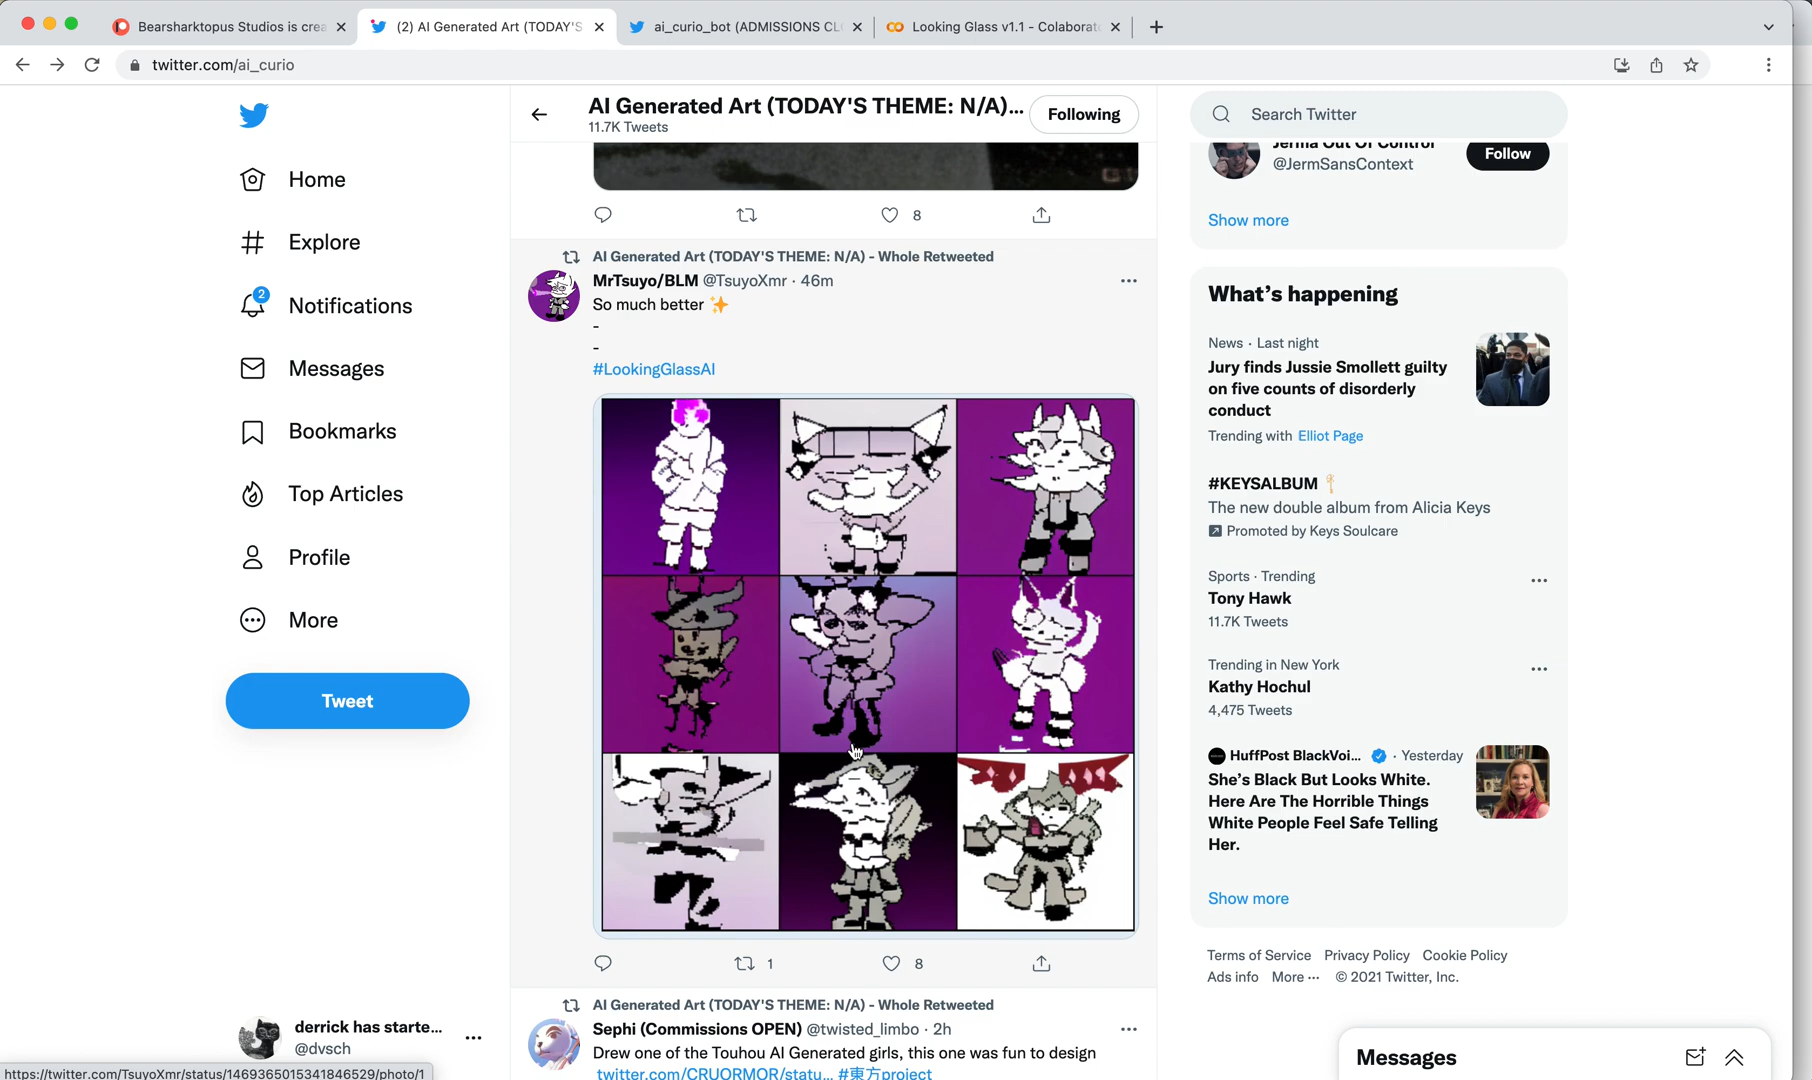 Bearsharktopus Studios is crea
(2) AI Generated Art (TODAY'S
ai_curio_bot (ADMISSIONS CL
Looking Glass v1.1 - Colaborat
twitter.com/ai_curio
AI Generated Art (TODAY'S THEME: N/A)...
11.7K Tweets
Following
Home
Explore
2
Notifications
Messages
Bookmarks
Top Articles
Profile
More
Tweet
derrick has starte...
@dvsch
https://twitter.com/TsuyoXmr/status/1469365015341846529/photo/1
8
AI Generated Art (TODAY'S THEME: N/A) - Whole Retweeted
MrTsuyo/BLM @TsuyoXmr · 46m
So much better ✨
-
-
#LookingGlassAI
1
8
AI Generated Art (TODAY'S THEME: N/A) - Whole Retweeted
Sephi (Commissions OPEN) @twisted_limbo · 2h
Drew one of the Touhou AI Generated girls, this one was fun to design
twitter.com/CRUORMOR/statu... #東方project
Search Twitter
Jerma Out Of Control
@JermSansContext
Follow
Show more
What's happening
News · Last night
Jury finds Jussie Smollett guilty
on five counts of disorderly
conduct
Trending with Elliot Page
#KEYSALBUM
The new double album from Alicia Keys
Promoted by Keys Soulcare
Sports · Trending
Tony Hawk
11.7K Tweets
Trending in New York
Kathy Hochul
4,475 Tweets
HuffPost BlackVoi... · Yesterday
She's Black But Looks White.
Here Are The Horrible Things
White People Feel Safe Telling
Her.
Show more
Terms of Service Privacy Policy Cookie Policy
Ads info More ··· © 2021 Twitter, Inc.
Messages